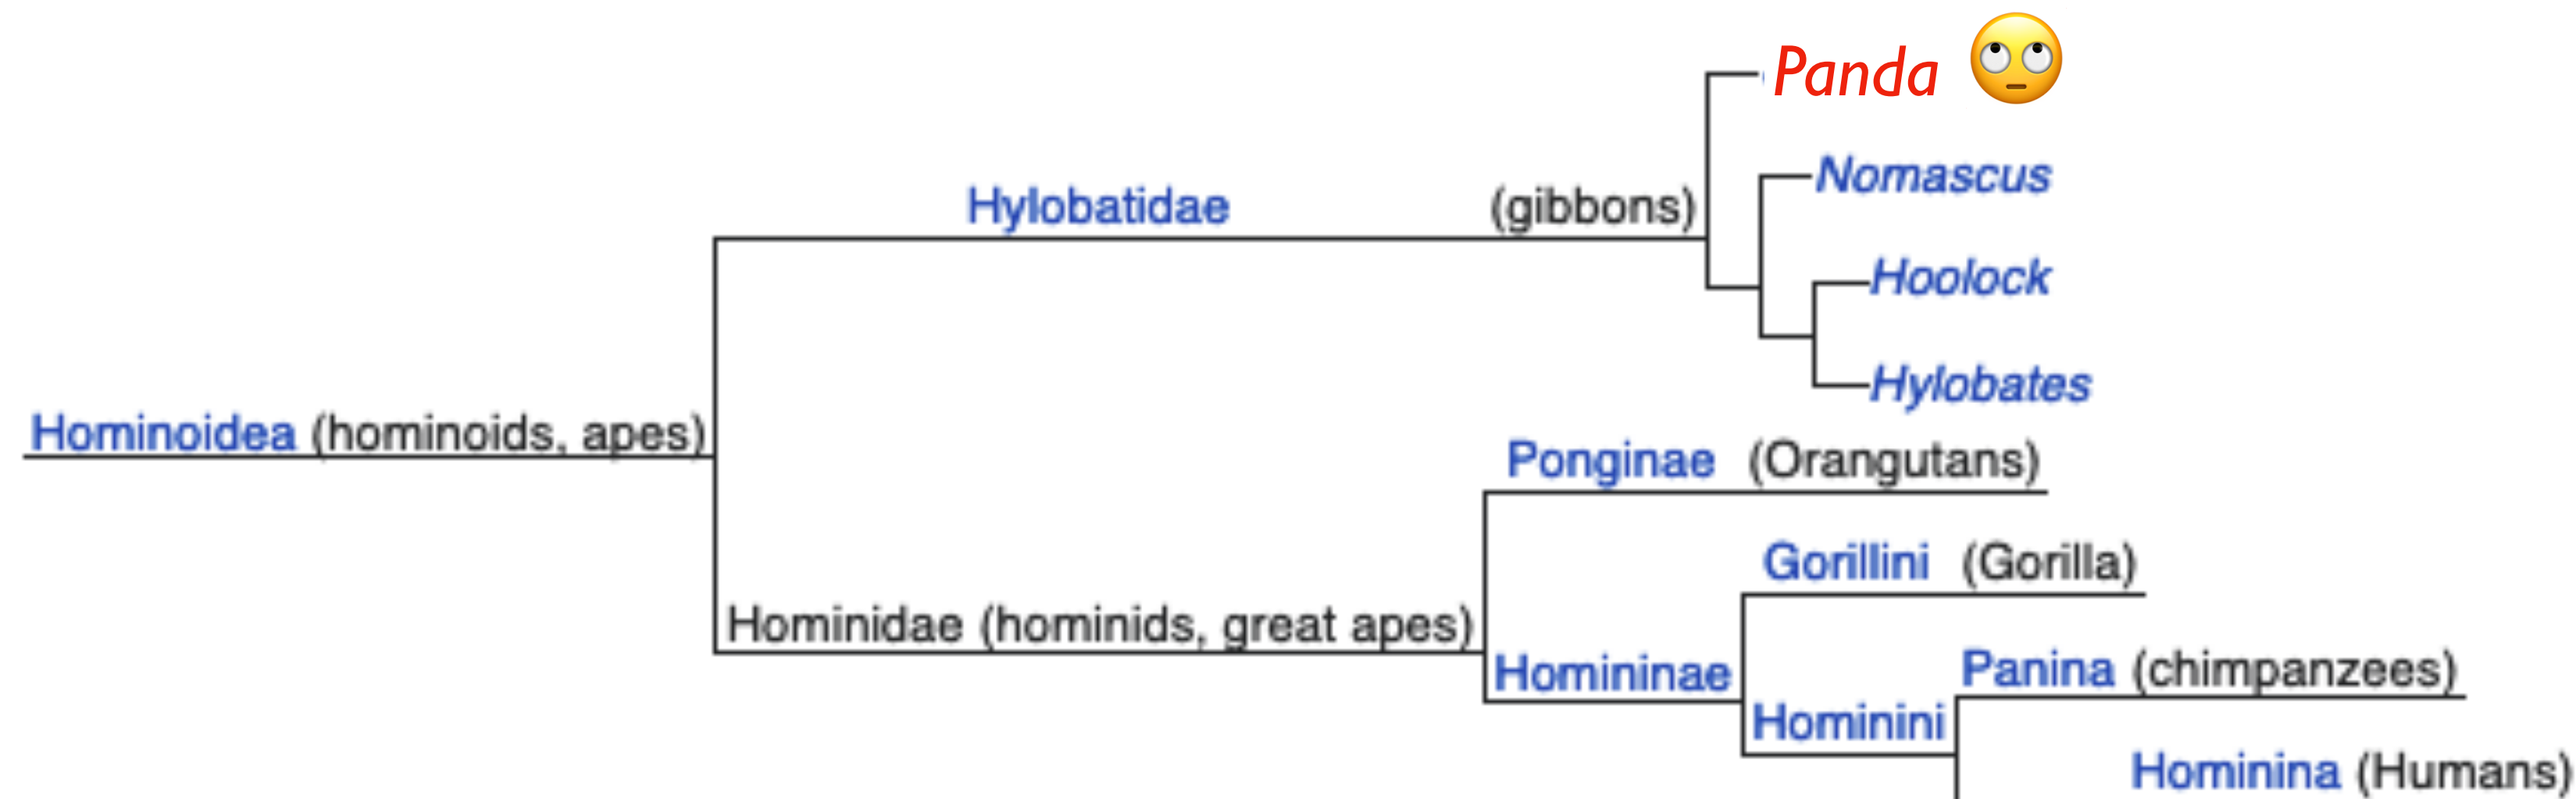 Panda 🙄
Nomascus
Hylobatidae (gibbons)
Hoolock
Hylobates
Hominoidea (hominoids, apes)
Ponginae (Orangutans)
Gorillini (Gorilla)
Hominidae (hominids, great apes)
Homininae
Panina (chimpanzees)
Hominini
Hominina (Humans)